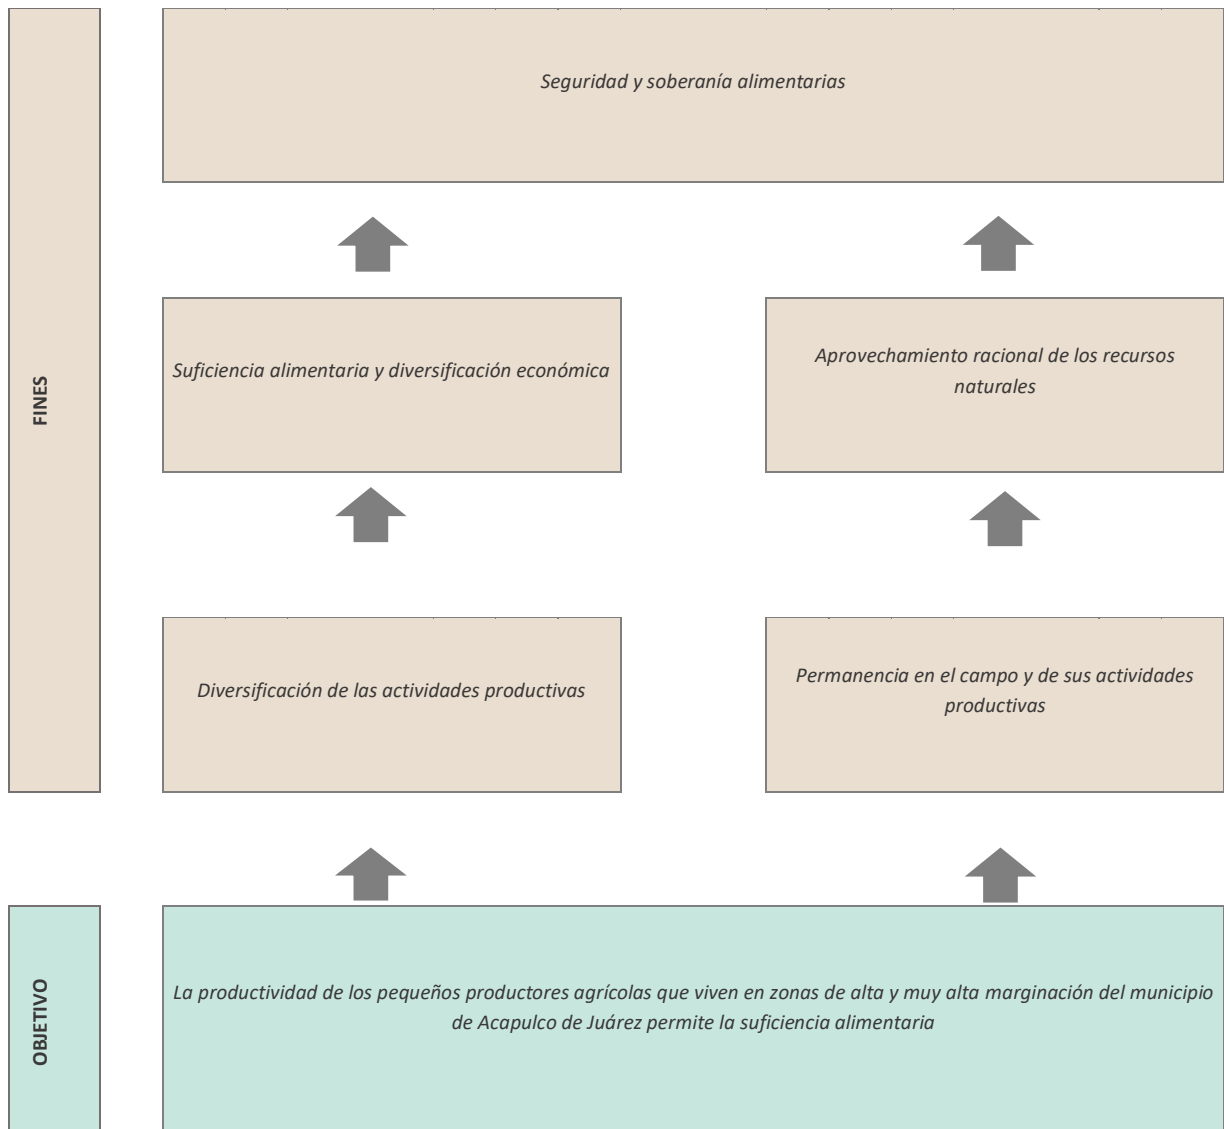 FINES
Seguridad y soberanía alimentarias
Suficiencia alimentaria y diversificación económica
Aprovechamiento racional de los recursos
naturales
Diversificación de las actividades productivas
Permanencia en el campo y de sus actividades
productivas
OBJETIVO
La productividad de los pequeños productores agrícolas que viven en zonas de alta y muy alta marginación del municipio
de Acapulco de Juárez permite la suficiencia alimentaria